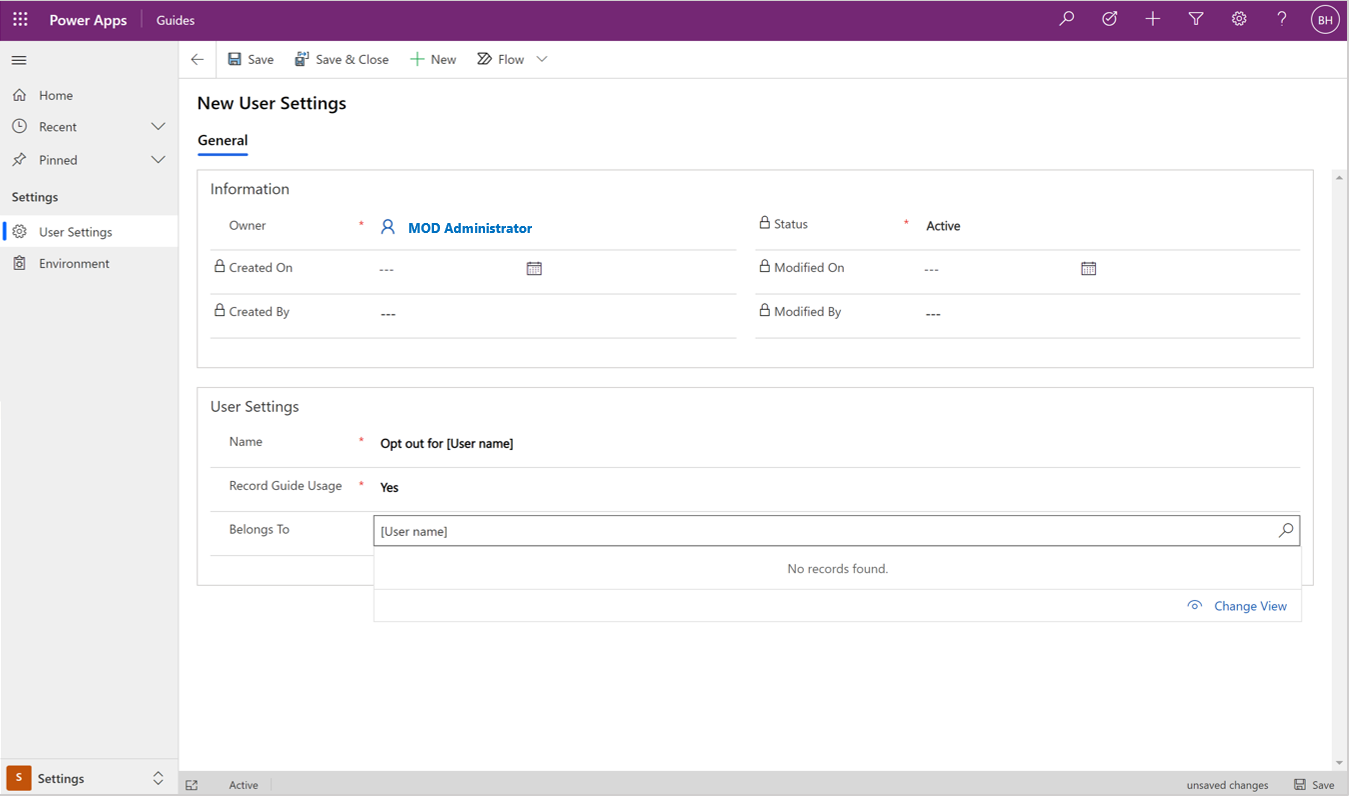 Power Apps Guides BH
Save Save & Close New Flow
Home
Recent
Pinned
Settings
User Settings
Environment
New User Settings
General
Information
Owner * MOD Administrator Status * Active
Created On --- Modified On ---
Created By --- Modified By ---
User Settings
Name * Opt out for [User name]
Record Guide Usage * Yes
Belongs To [User name]
No records found.
Change View
S Settings
Active unsaved changes Save